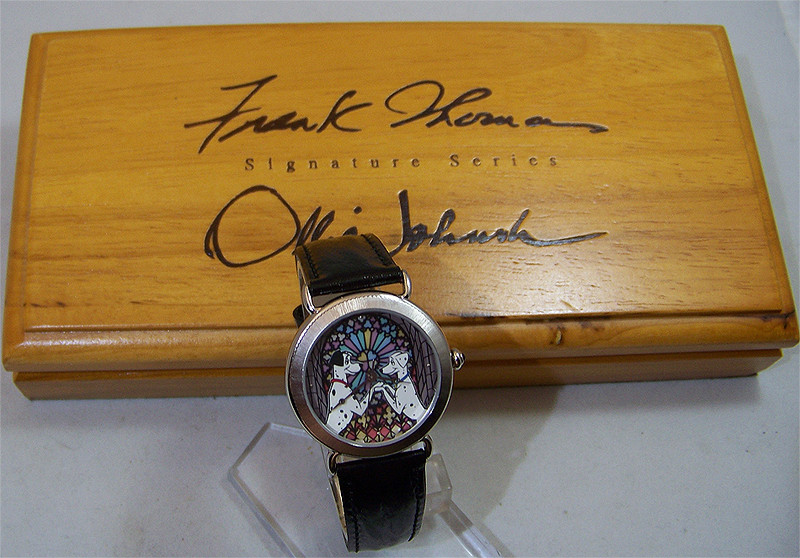 Frank Thomas
Signature Series
Ollie Johnston